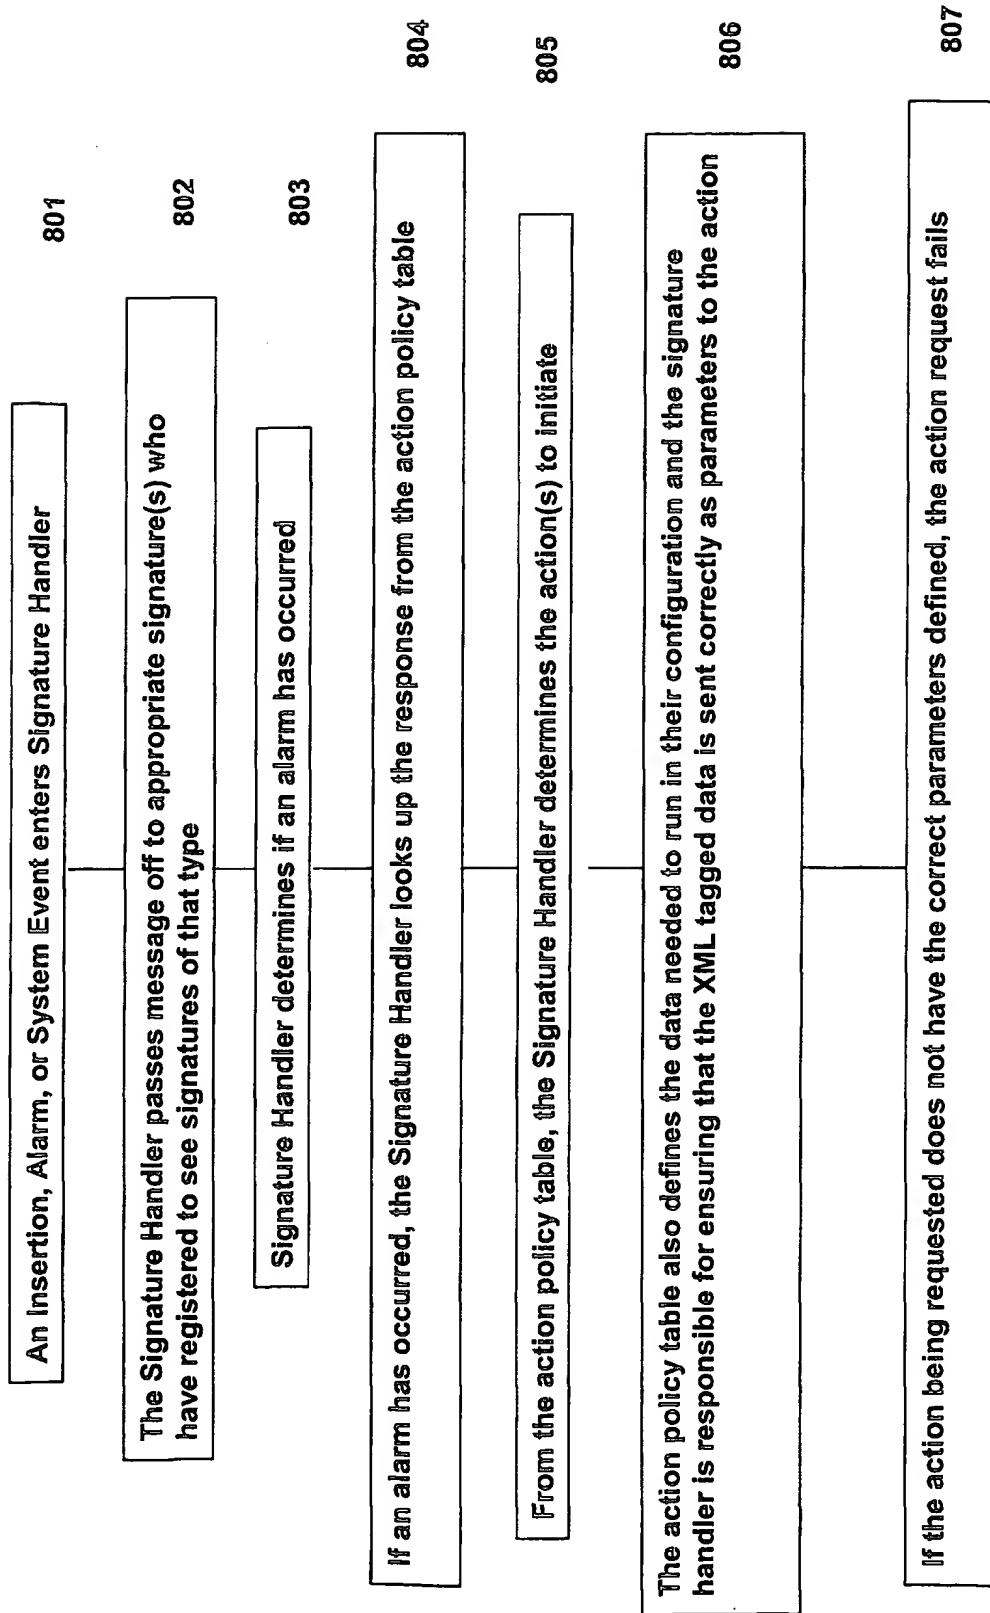 An Insertion, Alarm, or System Event enters Signature Handler
801
The Signature Handler passes message off to appropriate signature(s) who
have registered to see signatures of that type
802
Signature Handler determines if an alarm has occurred
803
If an alarm has occurred, the Signature Handler looks up the response from the action policy table
804
From the action policy table, the Signature Handler determines the action(s) to initiate
805
The action policy table also defines the data needed to run in their configuration and the signature
handler is responsible for ensuring that the XML tagged data is sent correctly as parameters to the action
806
If the action being requested does not have the correct parameters defined, the action request fails
807